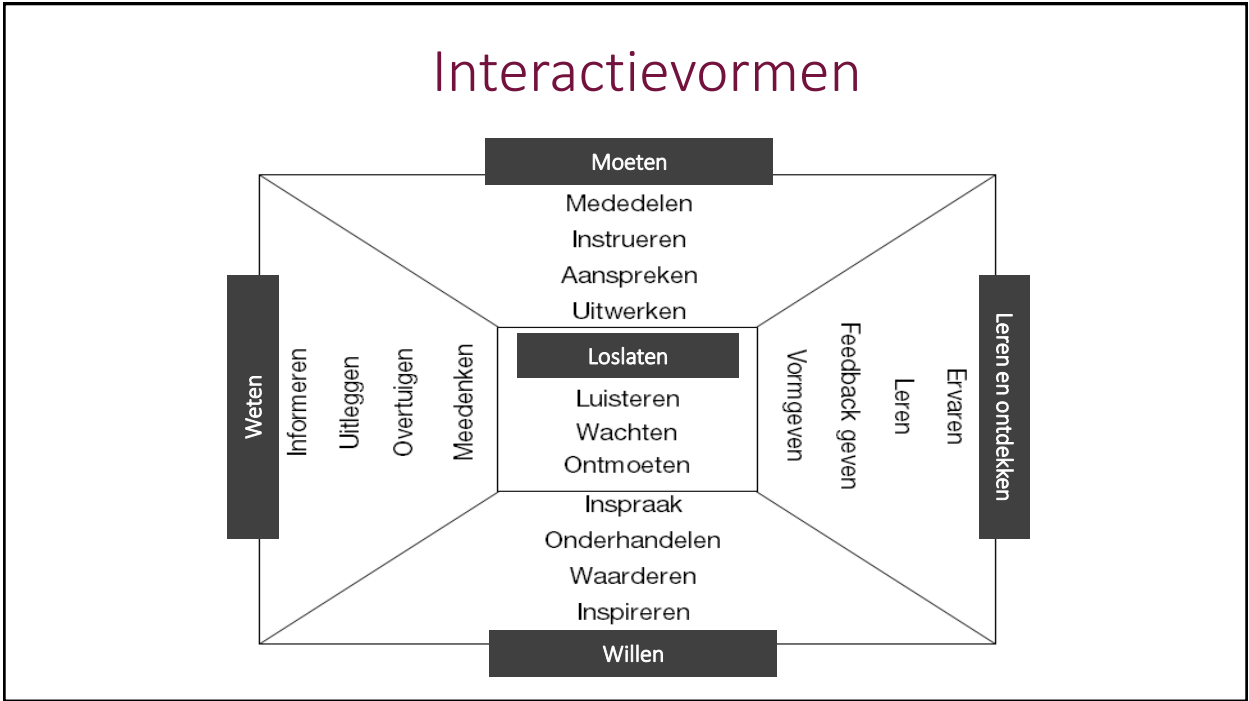 Interactievormen
Moeten
Mededelen
Instrueren
Aanspreken
Uitwerken
Weten
Informeren
Uitleggen
Overtuigen
Meedenken
Loslaten
Luisteren
Wachten
Ontmoeten
Vormgeven
Feedback geven
Leren
Ervaren
Leren en ontdekken
Inspraak
Onderhandelen
Waarderen
Inspireren
Willen